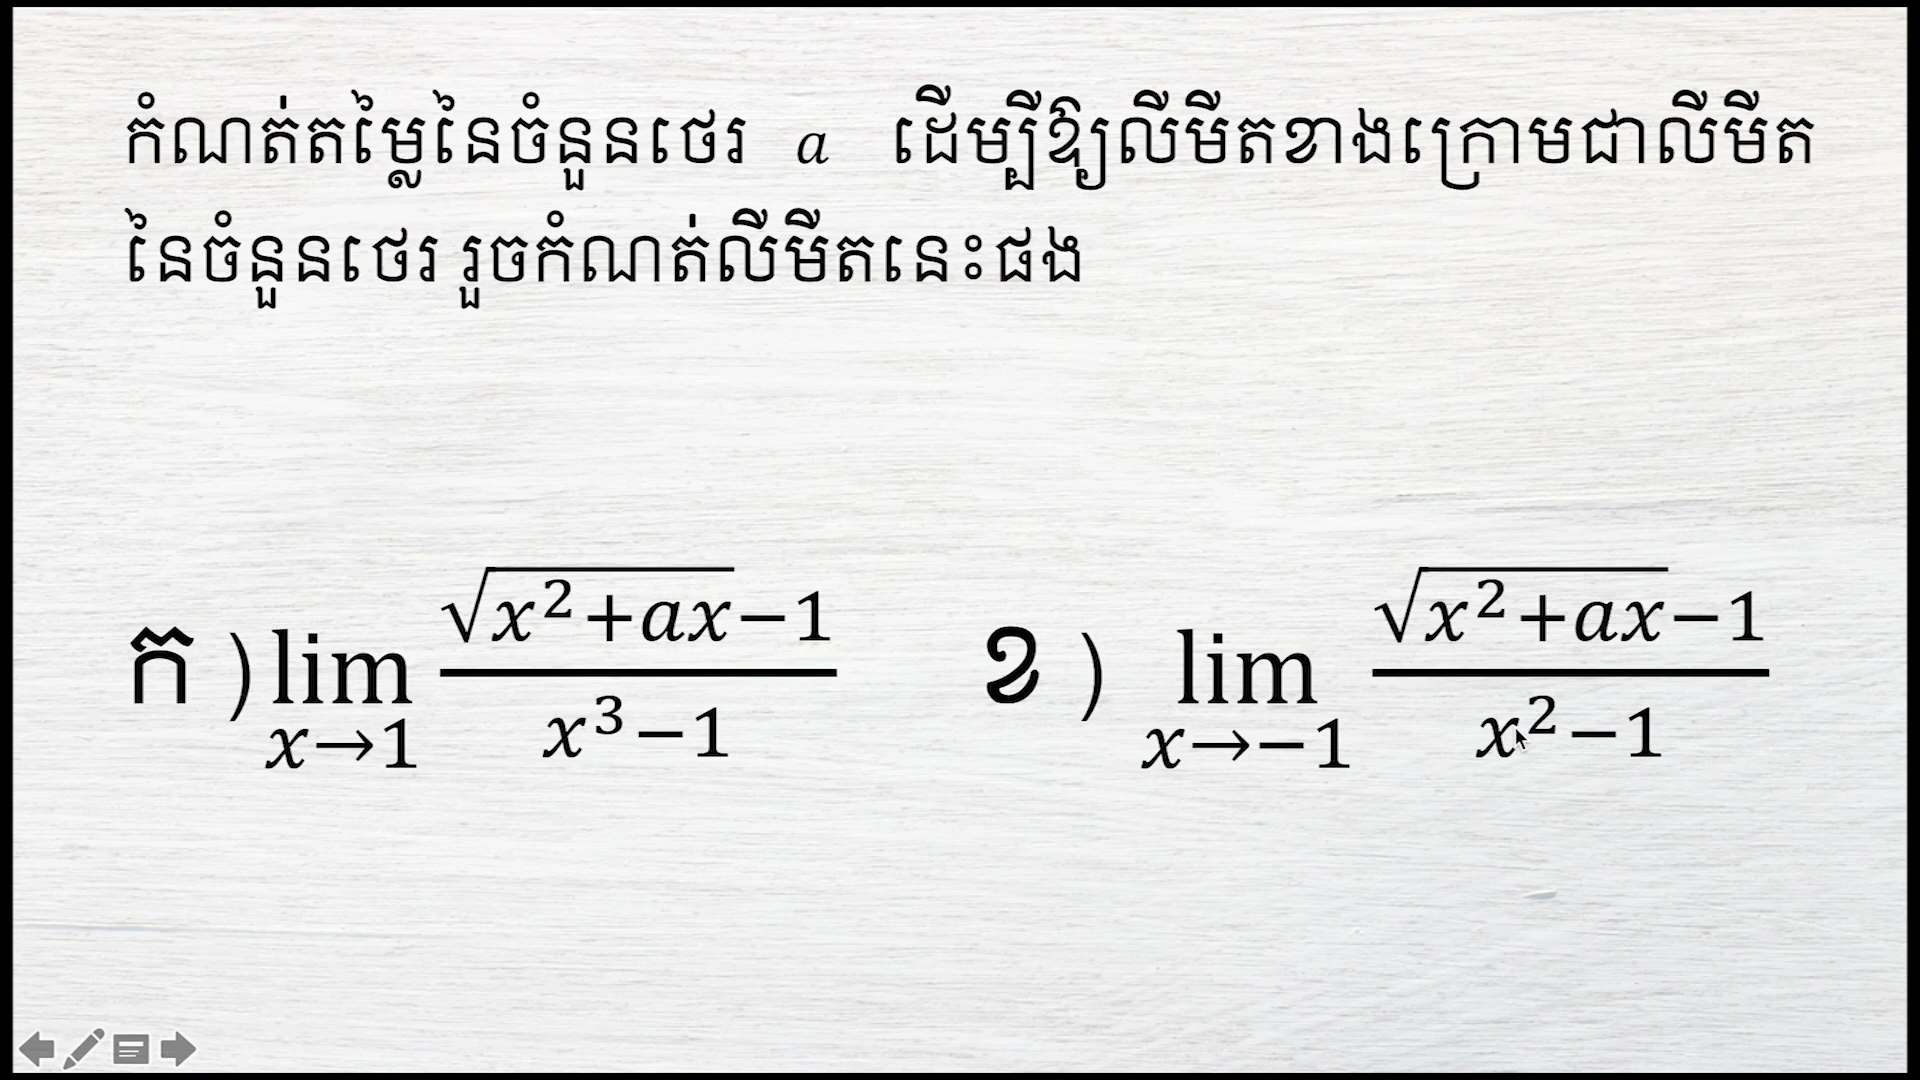 កំណត់តម្លៃនៃចំនួនថេរ a ដើម្បីឱ្យលីមីតខាងក្រោមជាលីមីត
នៃចំនួនថេរ រួចកំណត់លីមីតនេះផង
ក ) lim x→1 (√(x²+ax) −1)/(x³−1)
ខ ) lim x→−1 (√(x²+ax) −1)/(x²−1)